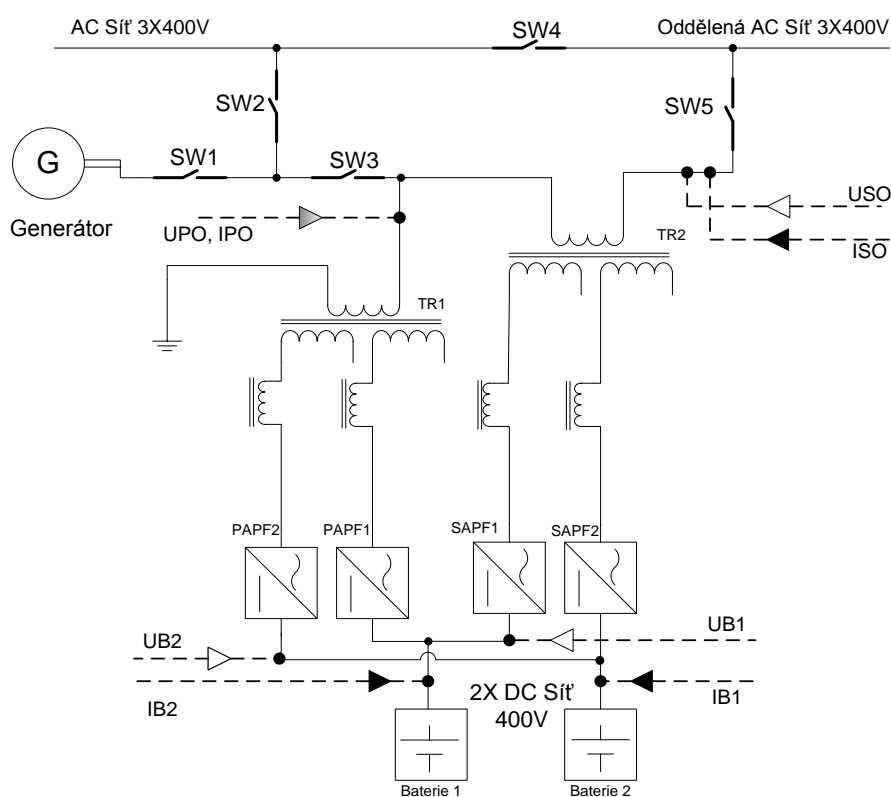 AC Síť 3X400V
SW4
Oddělená AC Síť 3X400V
SW2
SW5
G
SW1
SW3
Generátor
UPO, IPO
USO
TR2
ISO
TR1
PAPF2
PAPF1
SAPF1
SAPF2
UB1
UB2
2X DC Síť
400V
IB2
IB1
Baterie 1
Baterie 2